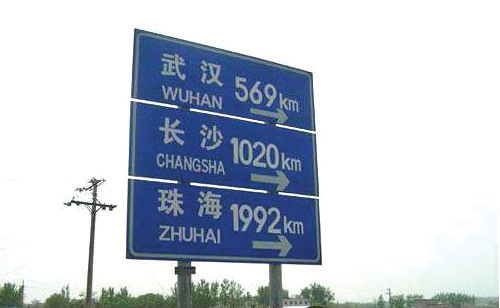 武汉 569km
WUHAN
长沙 1020km
CHANGSHA
珠海 1992km
ZHUHAI